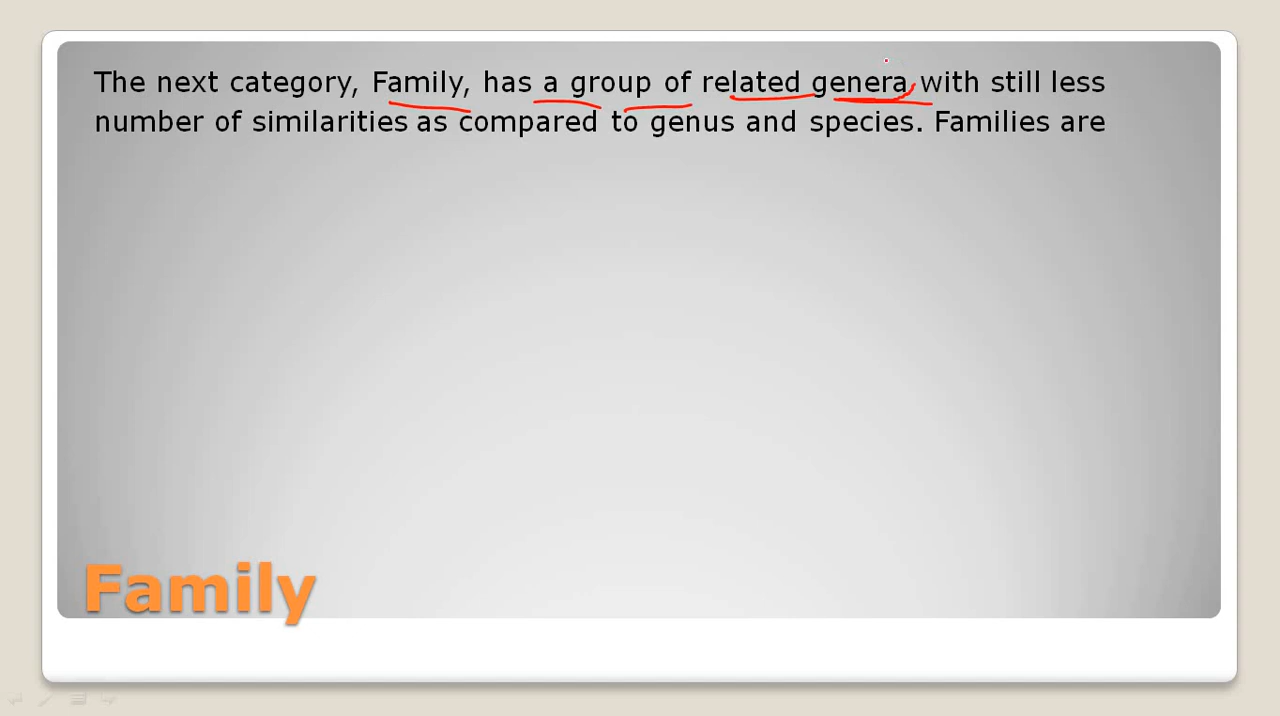 The next category, Family, has a group of related genera with still less
number of similarities as compared to genus and species. Families are
Family